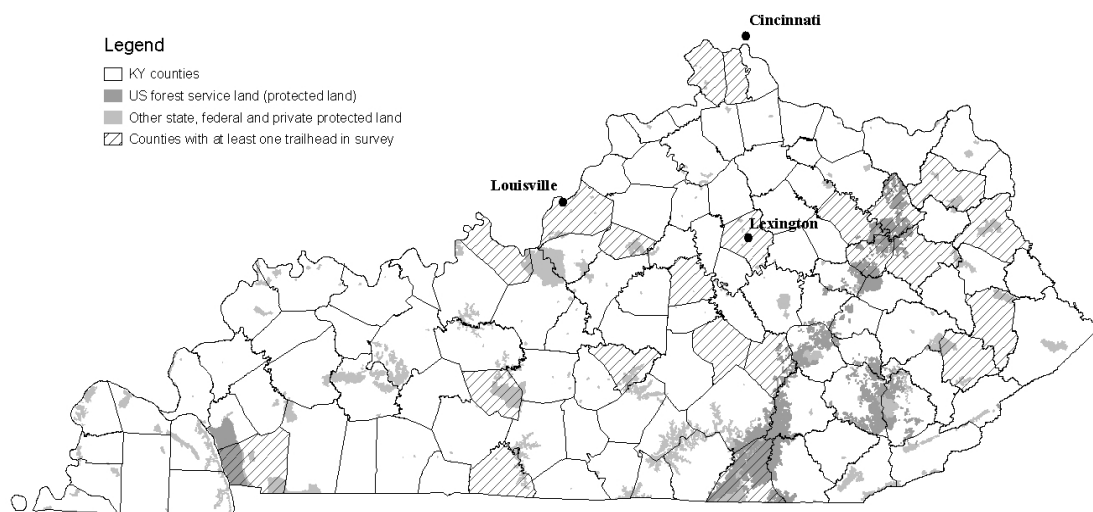 Cincinnati
Legend
KY counties
US forest service land (protected land)
Other state, federal and private protected land
Counties with at least one trailhead in survey
Louisville
Lexington